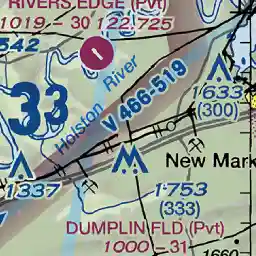 RIVERS EDGE (Pvt)
1019 - 30 122.725
542
33
Holston River
V 466-519
1633
(300)
New Mark
1337
1753
(333)
DUMPLIN FLD (Pvt)
1000 - 31
1660